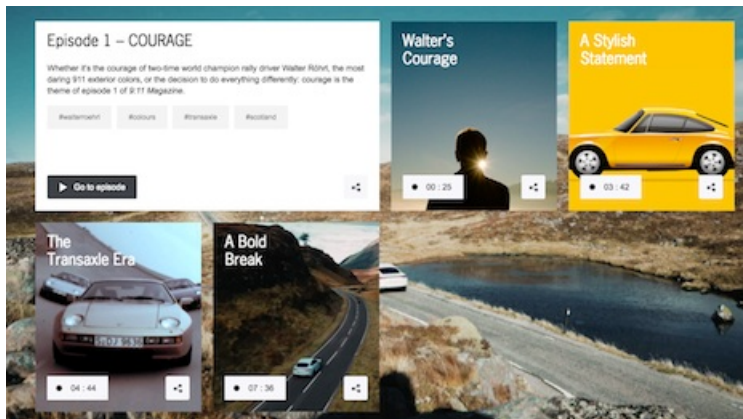 Episode 1 – COURAGE
Whether it's the courage of two-time world champion rally driver Walter Röhrl, the most
daring 911 exterior colors, or the decision to do everything differently: courage is the
theme of episode 1 of 9:11 Magazine.
#walterroehrl #colours #transaxle #scotland
Go to episode
Walter's
Courage
00 : 25
A Stylish
Statement
03 : 42
The
Transaxle Era
04 : 44
A Bold
Break
07 : 36